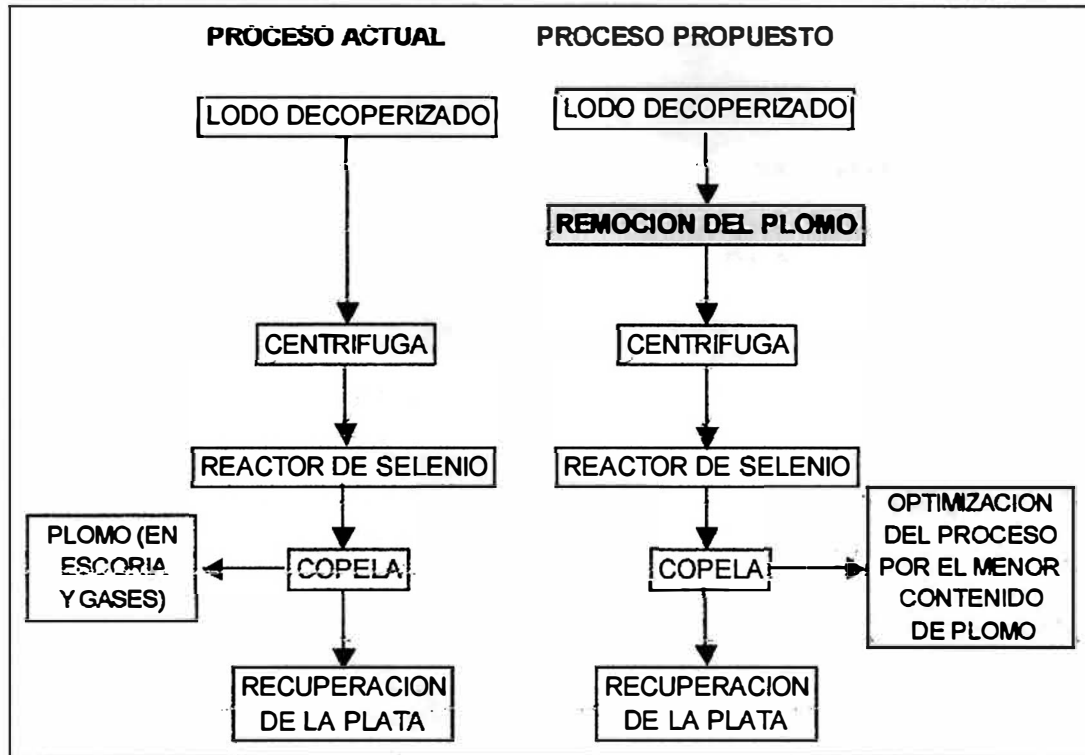 PROCESO ACTUAL
PROCESO PROPUESTO
LODO DECOPERIZADO
LODO DECOPERIZADO
REMOCION DEL PLOMO
CENTRIFUGA
CENTRIFUGA
REACTOR DE SELENIO
REACTOR DE SELENIO
PLOMO (EN
ESCORIA
Y GASES)
COPELA
COPELA
OPTIMIZACION
DEL PROCESO
POR EL MENOR
CONTENIDO
DE PLOMO
RECUPERACION
DE LA PLATA
RECUPERACION
DE LA PLATA